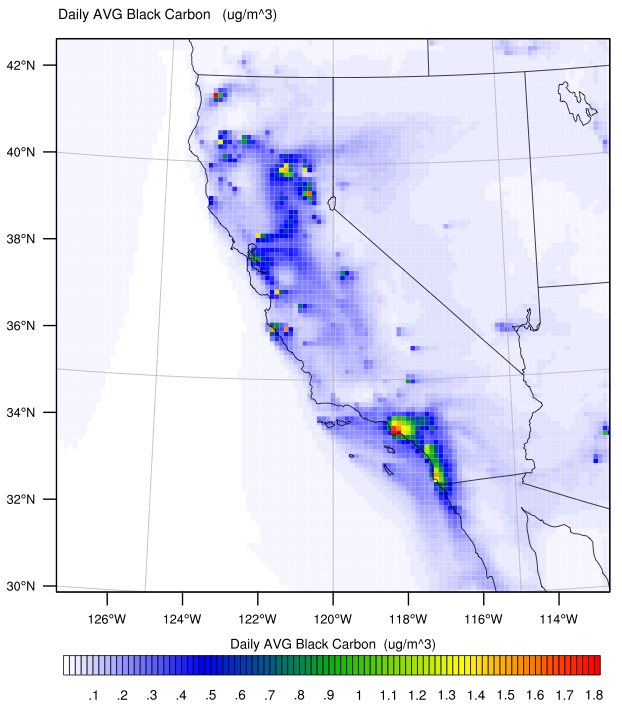 Daily AVG Black Carbon (ug/m^3)
42°N
40°N
38°N
36°N
34°N
32°N
30°N
126°W 124°W 122°W 120°W 118°W 116°W 114°W
Daily AVG Black Carbon (ug/m^3)
.1 .2 .3 .4 .5 .6 .7 .8 .9 1 1.1 1.2 1.3 1.4 1.5 1.6 1.7 1.8